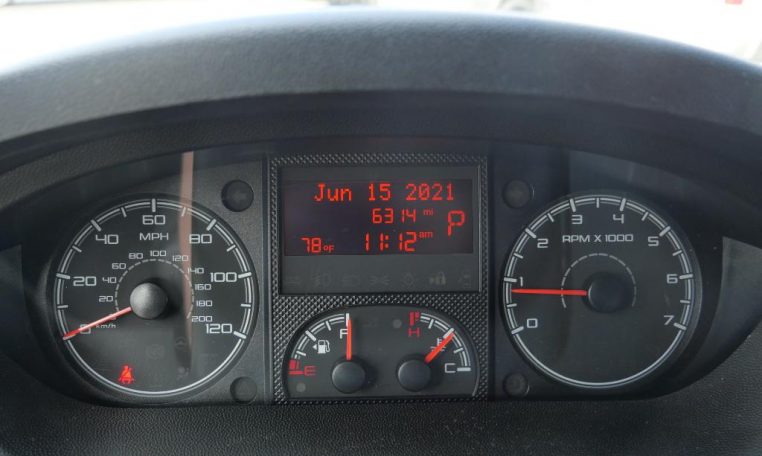 Jun 15 2021
6314 mi
P
78°F 11:12 am
0 20 40 60 80 100 120
MPH
20 40 60 80 100 120 140 160 180 200
km/h
0 1 2 3 4 5 6 7
RPM X 1000
E
H
C